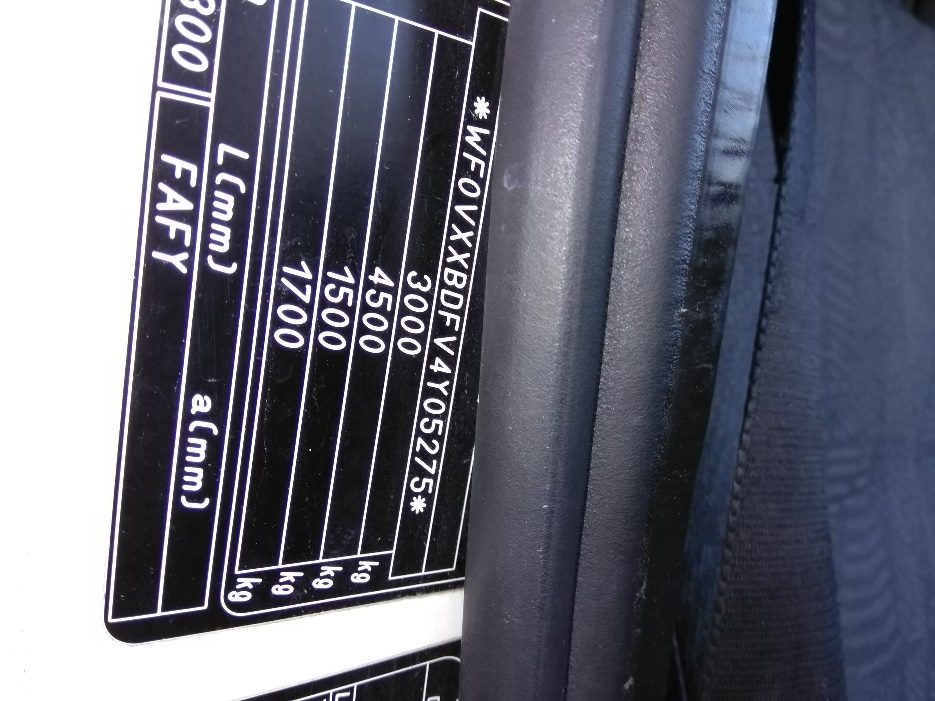 *WF0VXXBDFV4Y05275*
3000 kg
4500 kg
1500 kg
1700 kg
L(mm) a(mm)
300 FAFY